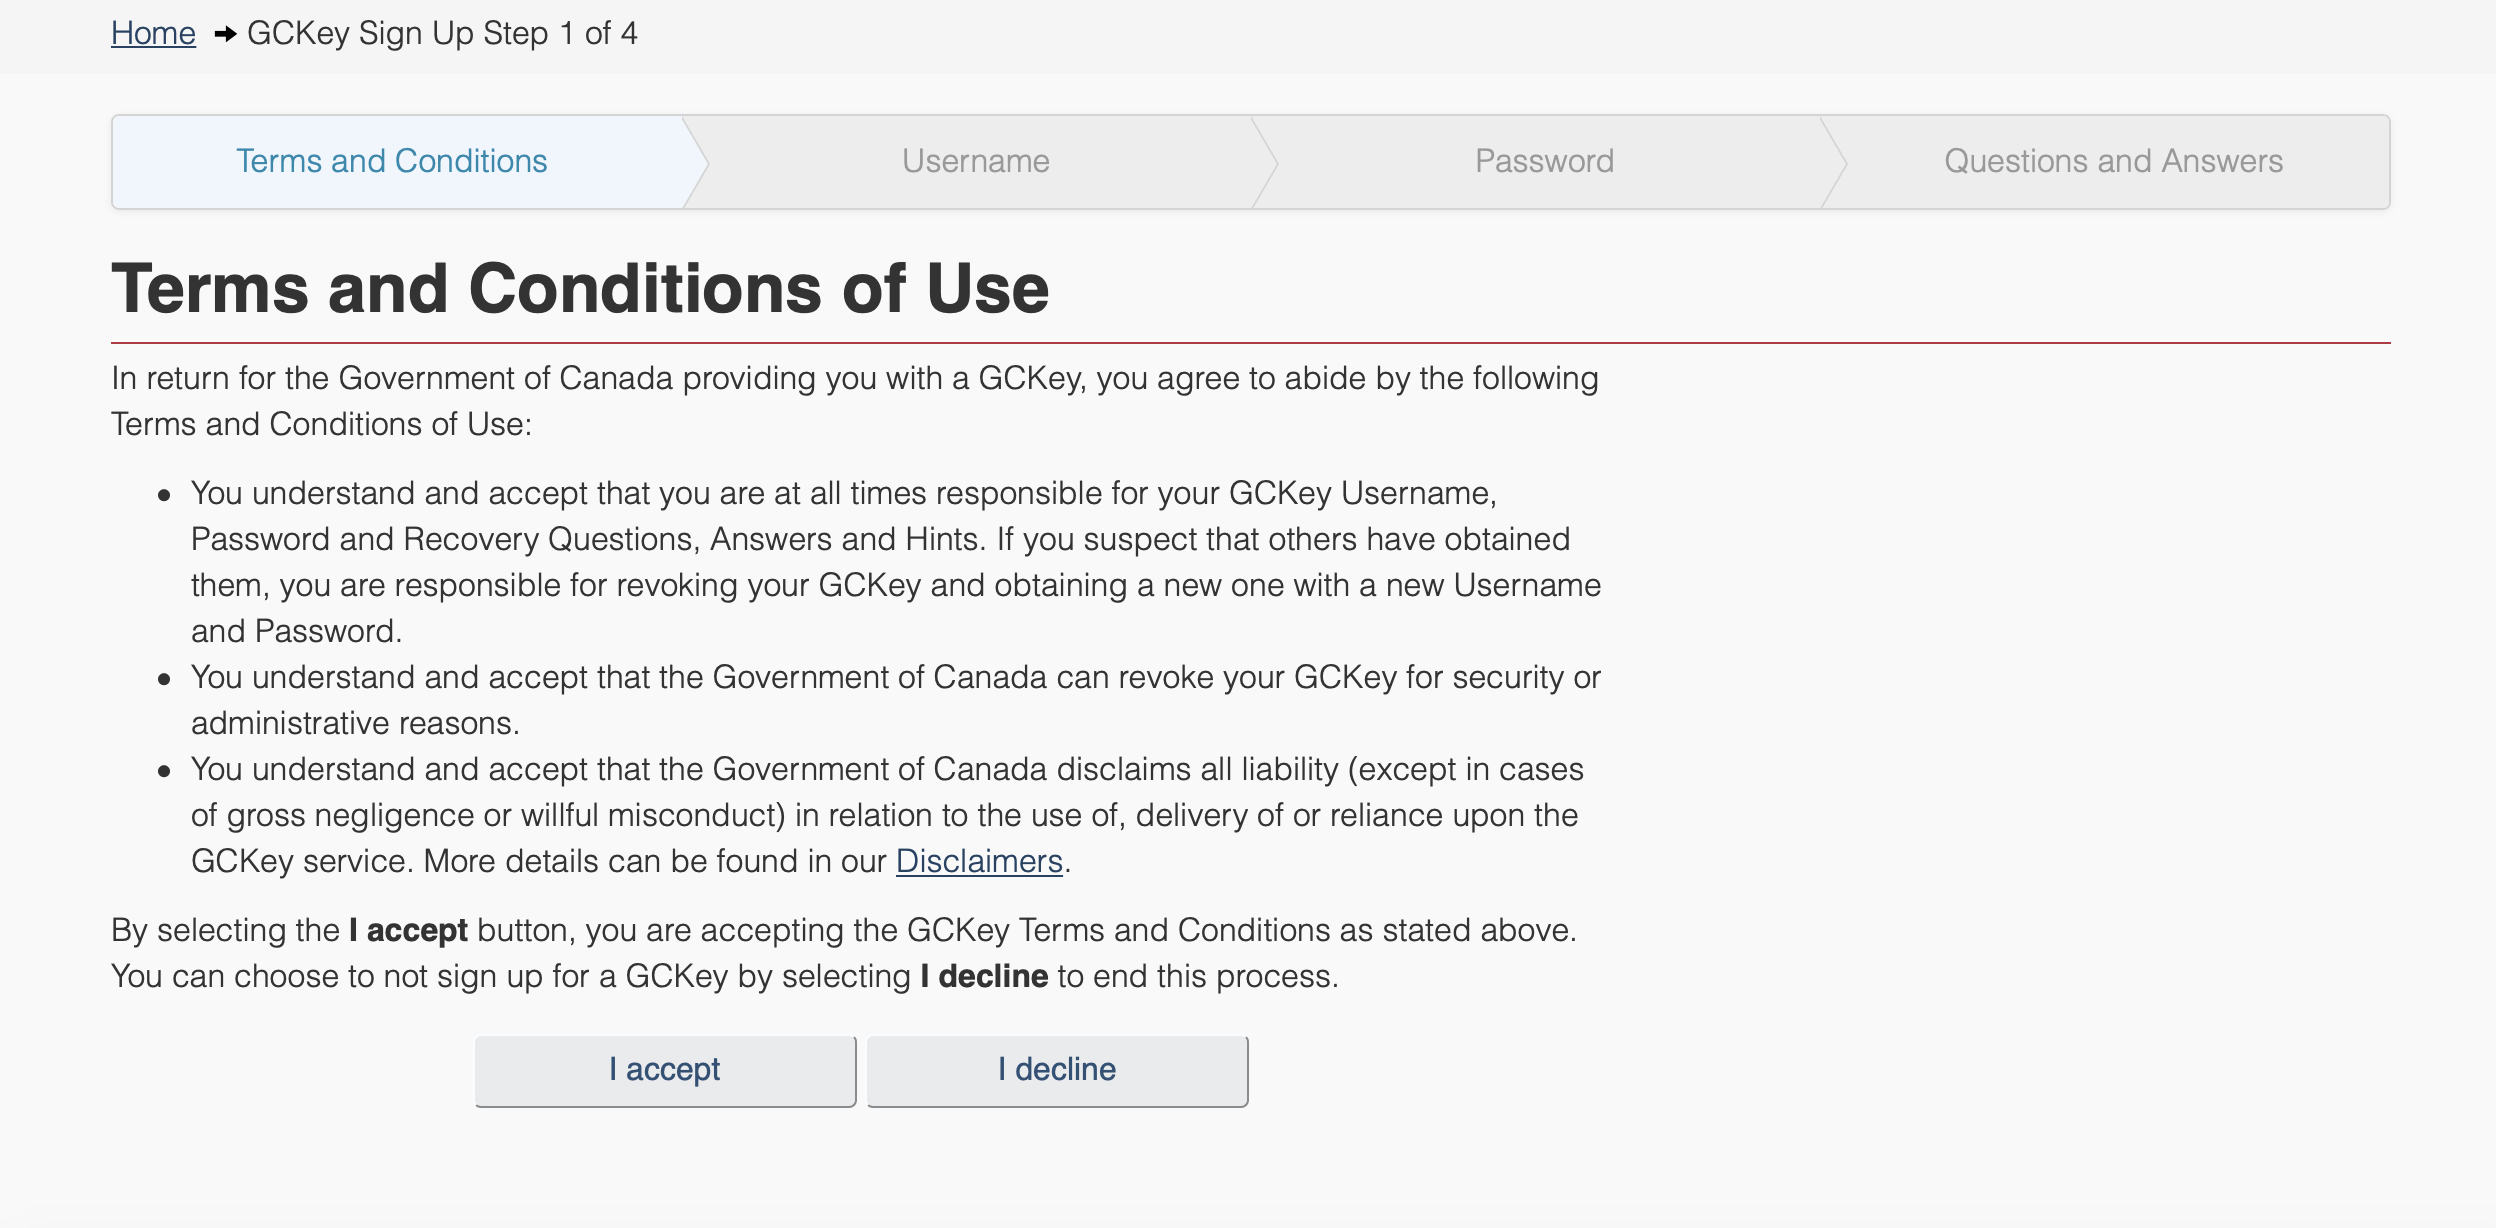 Home → GCKey Sign Up Step 1 of 4
Terms and Conditions
Username
Password
Questions and Answers
Terms and Conditions of Use
In return for the Government of Canada providing you with a GCKey, you agree to abide by the following
Terms and Conditions of Use:
• You understand and accept that you are at all times responsible for your GCKey Username,
Password and Recovery Questions, Answers and Hints. If you suspect that others have obtained
them, you are responsible for revoking your GCKey and obtaining a new one with a new Username
and Password.
• You understand and accept that the Government of Canada can revoke your GCKey for security or
administrative reasons.
• You understand and accept that the Government of Canada disclaims all liability (except in cases
of gross negligence or willful misconduct) in relation to the use of, delivery of or reliance upon the
GCKey service. More details can be found in our Disclaimers.
By selecting the I accept button, you are accepting the GCKey Terms and Conditions as stated above.
You can choose to not sign up for a GCKey by selecting I decline to end this process.
I accept
I decline